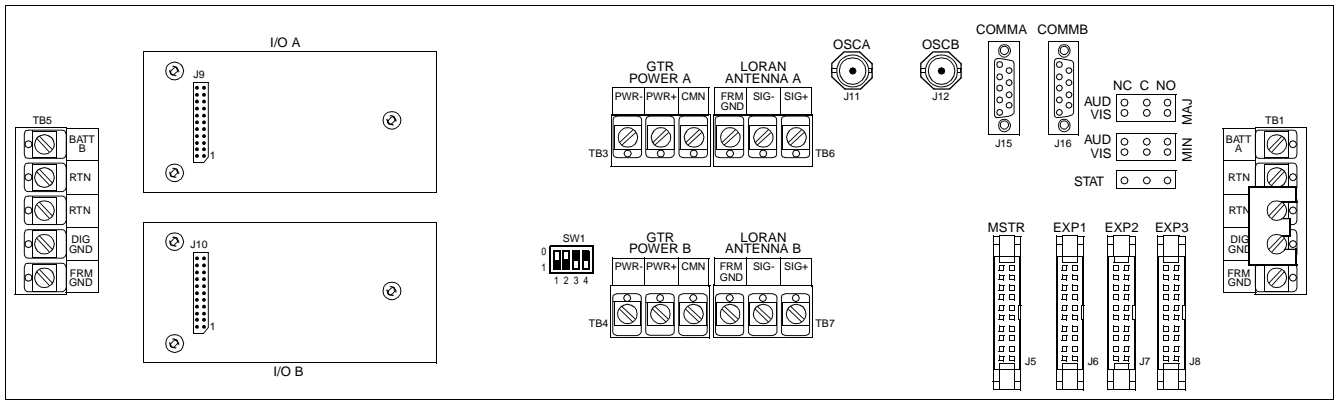 I/O A
J9
1
TB5
BATT
B
RTN
RTN
DIG
GND
FRM
GND
J10
1
I/O B
SW1
0
1
1 2 3 4
GTR
POWER A
PWR- PWR+ CMN
TB3
LORAN
ANTENNA A
FRM
GND
SIG- SIG+
TB6
GTR
POWER B
PWR- PWR+ CMN
TB4
LORAN
ANTENNA B
FRM
GND
SIG- SIG+
TB7
OSCA
J11
OSCB
J12
COMMA
J15
COMMB
J16
NC C NO
AUD
VIS
MAJ
AUD
VIS
MIN
STAT
MSTR
J5
EXP1
J6
EXP2
J7
EXP3
J8
TB1
BATT
A
RTN
RTN
DIG
GND
FRM
GND